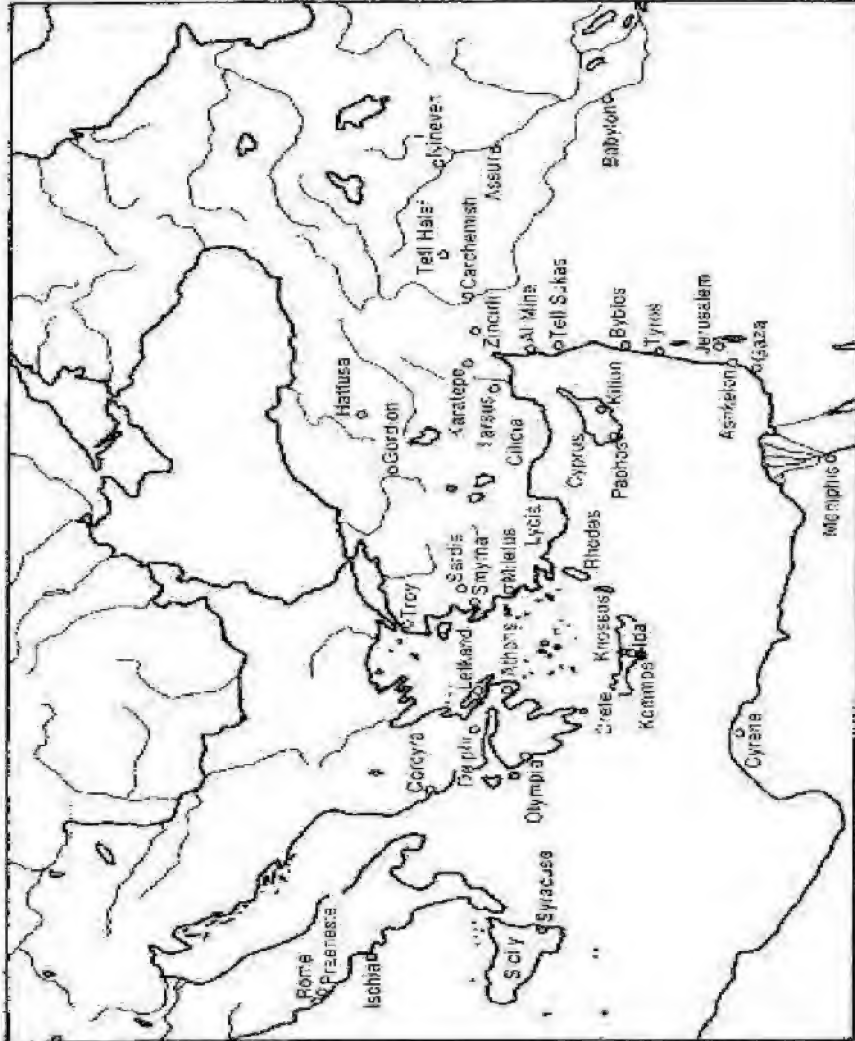 Rome
Praeneste
Ischia
Sicily
Syracuse
Corcyra
Delphi
Olympia
Lefkandi
Athens
Troy
Sardis
Smyrna
Miletus
Lycia
Rhodes
Crete
Knossus
Ida
Kommos
Cyrene
Hattusa
Gordion
Karatepe
Tarsus
Cilicia
Zincirli
Cyprus
Paphos
Kition
Al Mina
Tell Sukas
Byblos
Tyros
Jerusalem
Ashkelon
Gaza
Memphis
Tell Halaf
Carchemish
Nineveh
Assur
Babylon